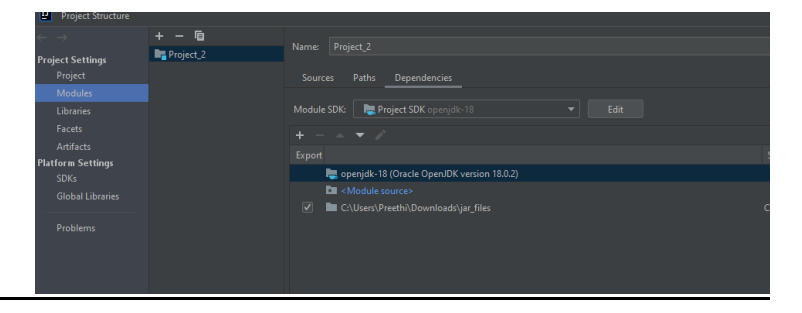 Project Structure
Project Settings
Project
Modules
Libraries
Facets
Artifacts
Platform Settings
SDKs
Global Libraries
Problems
Project_2
Name: Project_2
Sources Paths Dependencies
Module SDK: Project SDK openjdk-18 Edit
Export
openjdk-18 (Oracle OpenJDK version 18.0.2)
<Module source>
C:\Users\Preethi\Downloads\jar_files